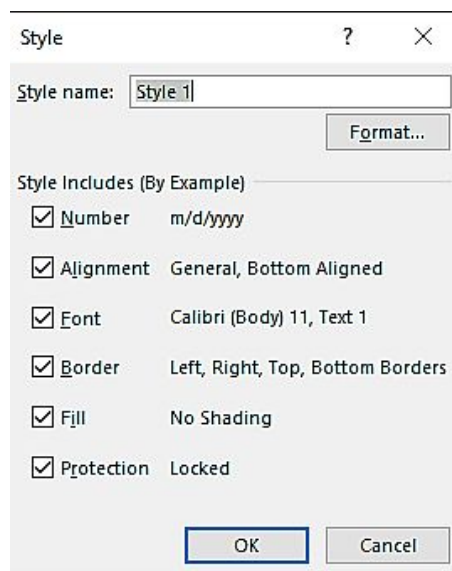 Style ? ×
Style name: Style 1
Format...
Style Includes (By Example)
Number m/d/yyyy
Alignment General, Bottom Aligned
Font Calibri (Body) 11, Text 1
Border Left, Right, Top, Bottom Borders
Fill No Shading
Protection Locked
OK Cancel